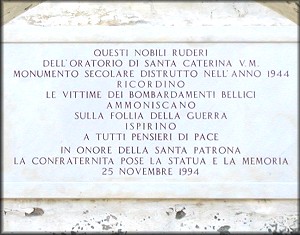 QUESTI NOBILI RUDERI
DELL'ORATORIO DI SANTA CATERINA V.M.
MONUMENTO SECOLARE DISTRUTTO NELL'ANNO 1944
RICORDINO
LE VITTIME DEI BOMBARDAMENTI BELLICI
AMMONISCANO
SULLA FOLLIA DELLA GUERRA
ISPIRINO
A TUTTI PENSIERI DI PACE
IN ONORE DELLA SANTA PATRONA
LA CONFRATERNITA POSE LA STATUA E LA MEMORIA
25 NOVEMBRE 1994